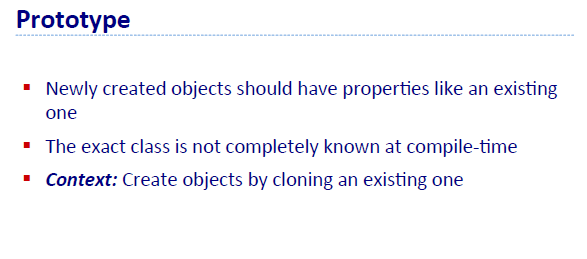 Prototype
Newly created objects should have properties like an existing
one
The exact class is not completely known at compile-time
Context: Create objects by cloning an existing one